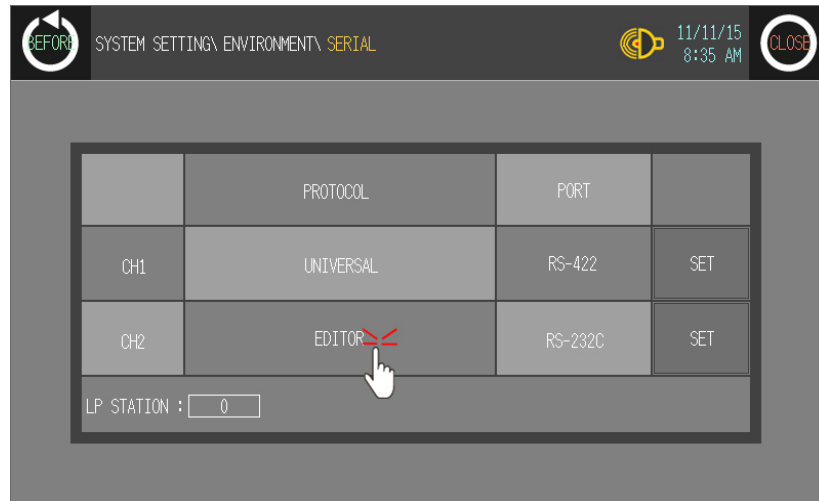 BEFORE
SYSTEM SETTING\ ENVIRONMENT\ SERIAL
11/11/15
8:35 AM
CLOSE
PROTOCOL PORT
CH1 UNIVERSAL RS-422 SET
CH2 EDITOR RS-232C SET
LP STATION : 0